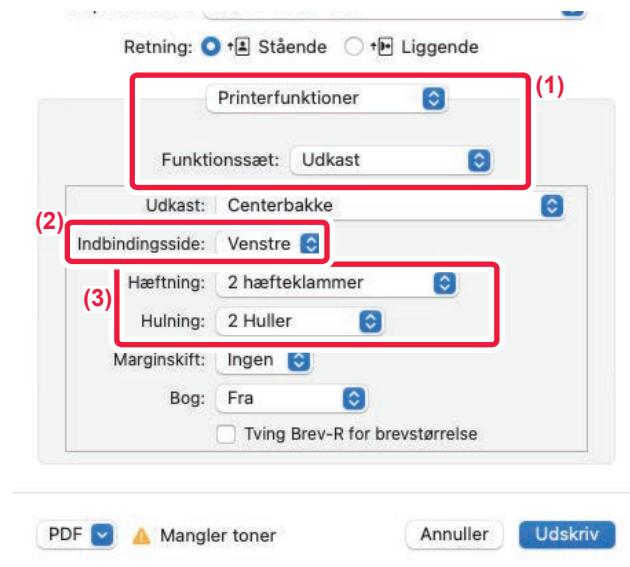 Retning: Stående Liggende
Printerfunktioner
(1)
Funktionssæt: Udkast
Udkast: Centerbakke
(2)
Indbindingsside: Venstre
Hæftning: 2 hæfteklammer
(3)
Hulning: 2 Huller
Marginskift: Ingen
Bog: Fra
Tving Brev-R for brevstørrelse
PDF Mangler toner Annuller Udskriv